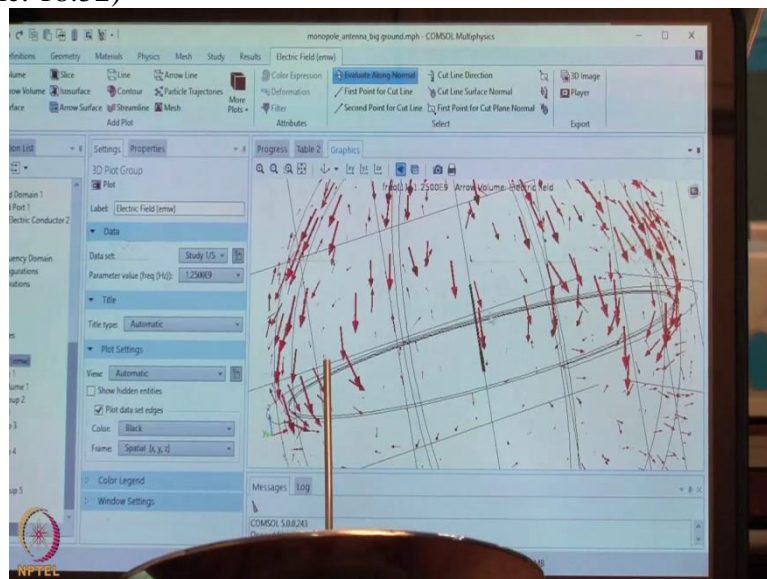 monopole_antenna_big ground.mph - COMSOL Multiphysics
Geometry Materials Physics Mesh Study Results Electric Field (emw)
Slice Line Arrow Line Color Expression Evaluate Along Normal Cut Line Direction 3D Image
Isosurface Contour Particle Trajectories Deformation First Point for Cut Line Cut Line Surface Normal Player
Arrow Surface Streamline Mesh More Plots Filter Second Point for Cut Line First Point for Cut Plane Normal
Add Plot Attributes Select Export
Settings Properties Progress Table 2 Graphics
3D Plot Group
Plot
Domain 1
Port 1
Label: Electric Field (emw)
Electric Conductor 2
Data
Data set: Study 1/S
Parameter value (freq (Hz)): 1.2500E9
Title
Title type: Automatic
Plot Settings
View: Automatic
Show hidden entities
Plot data set edges
Color: Black
Frame: Spatial (x, y, z)
Color Legend
Window Settings
Arrow Volume: Electric field
Messages Log
COMSOL 5.0.0.243
NPTEL